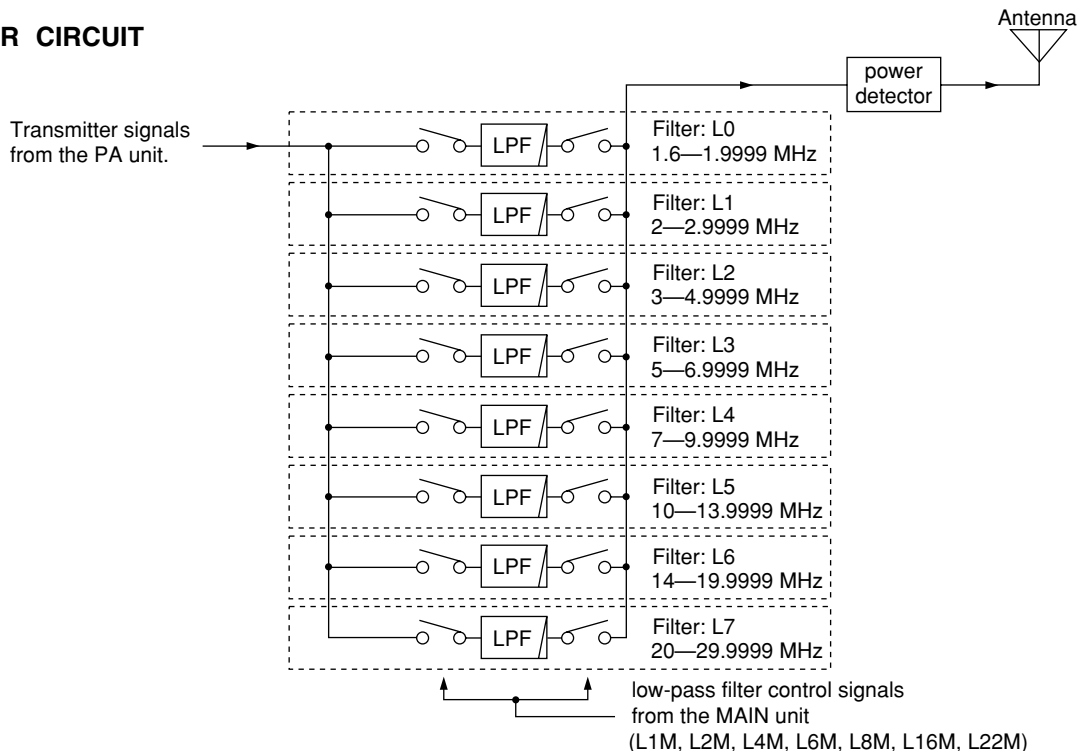 R CIRCUIT
Antenna
power
detector
Transmitter signals
from the PA unit.
LPF
Filter: L0
1.6—1.9999 MHz
LPF
Filter: L1
2—2.9999 MHz
LPF
Filter: L2
3—4.9999 MHz
LPF
Filter: L3
5—6.9999 MHz
LPF
Filter: L4
7—9.9999 MHz
LPF
Filter: L5
10—13.9999 MHz
LPF
Filter: L6
14—19.9999 MHz
LPF
Filter: L7
20—29.9999 MHz
low-pass filter control signals
from the MAIN unit
(L1M, L2M, L4M, L6M, L8M, L16M, L22M)